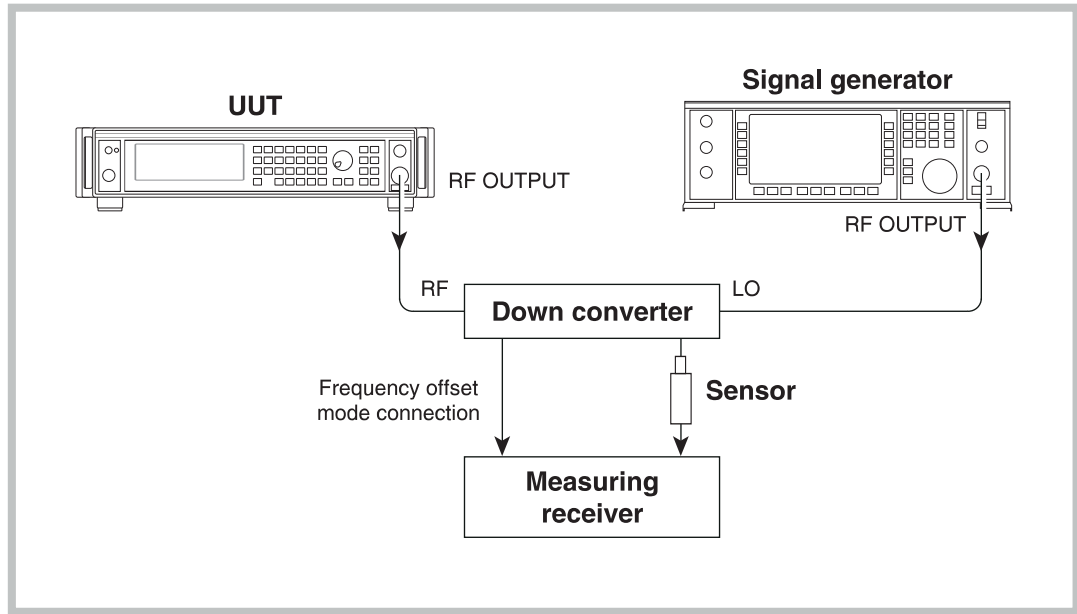 UUT
Signal generator
RF OUTPUT
RF OUTPUT
RF
LO
Down converter
Frequency offset
mode connection
Sensor
Measuring
receiver